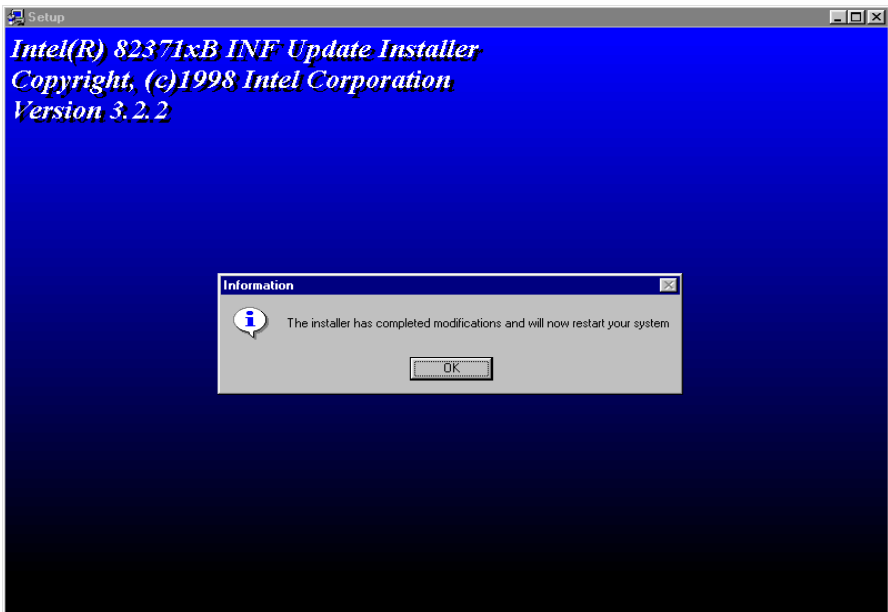 Setup
Intel(R) 82371xB INF Update Installer
Copyright, (c)1998 Intel Corporation
Version 3.2.2
Information
The installer has completed modifications and will now restart your system
OK